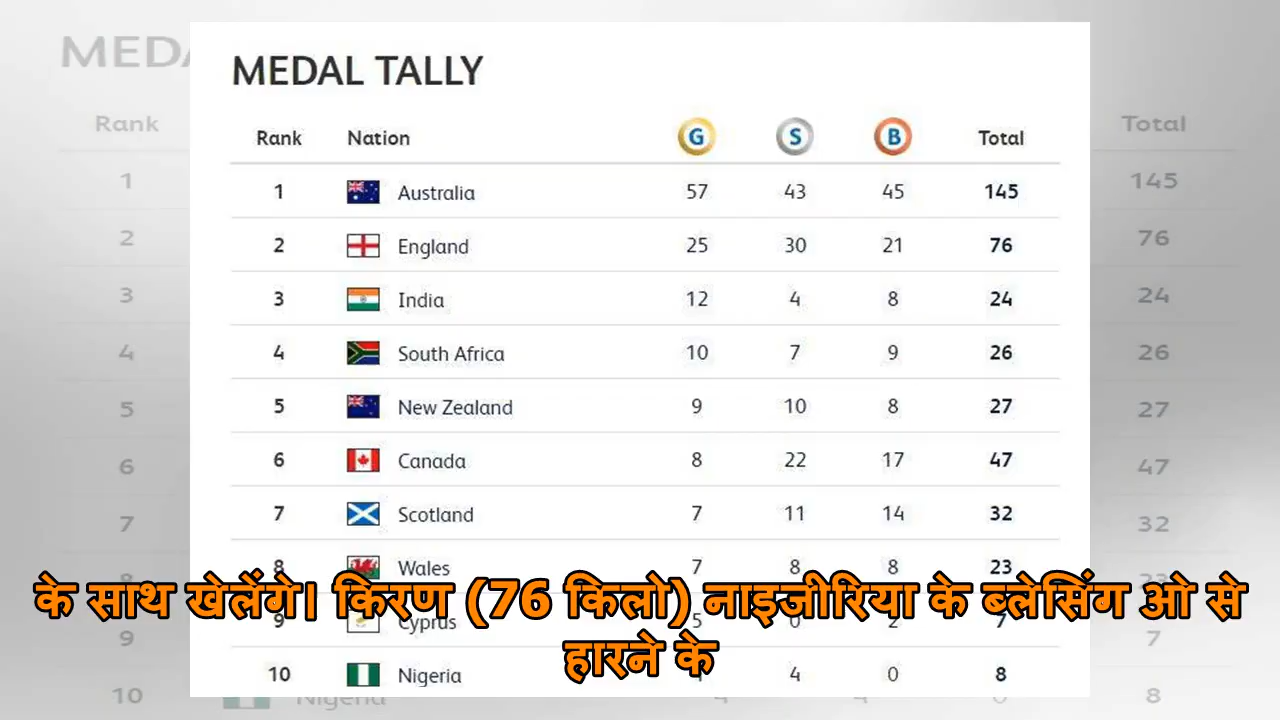 MEDAL TALLY
Rank Nation G S B Total
1 Australia 57 43 45 145
2 England 25 30 21 76
3 India 12 4 8 24
4 South Africa 10 7 9 26
5 New Zealand 9 10 8 27
6 Canada 8 22 17 47
7 Scotland 7 11 14 32
8 Wales 7 8 8 23
के साथ खेलेंगे। किरण (76 किलो) नाइजीरिया के ब्लेसिंग ओ से
9 Cyprus 5 0 2 7
हारने के
10 Nigeria 4 0 8